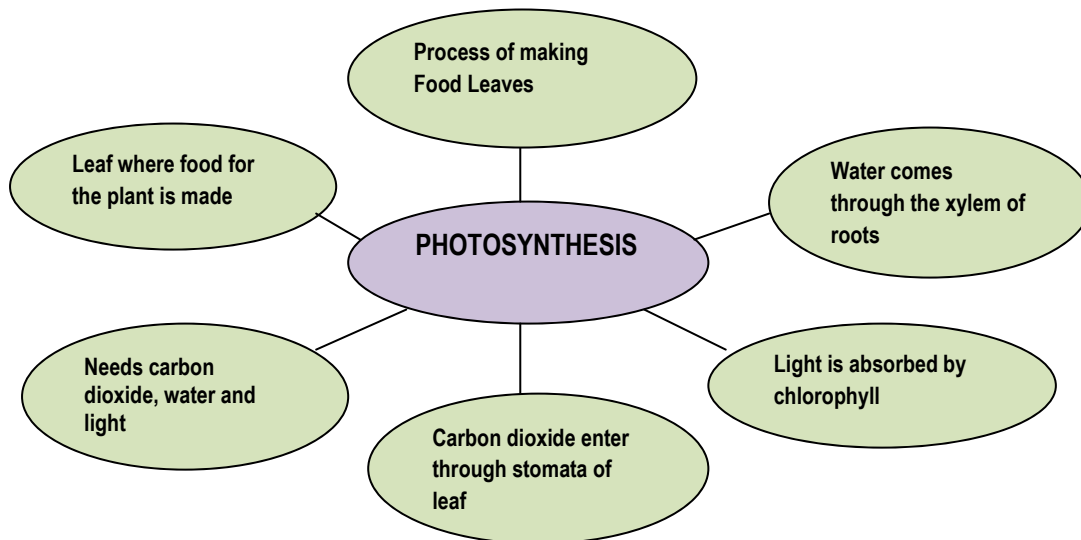 Process of making
Food Leaves
Leaf where food for
the plant is made
Water comes
through the xylem of
roots
PHOTOSYNTHESIS
Needs carbon
dioxide, water and
light
Light is absorbed by
chlorophyll
Carbon dioxide enter
through stomata of
leaf